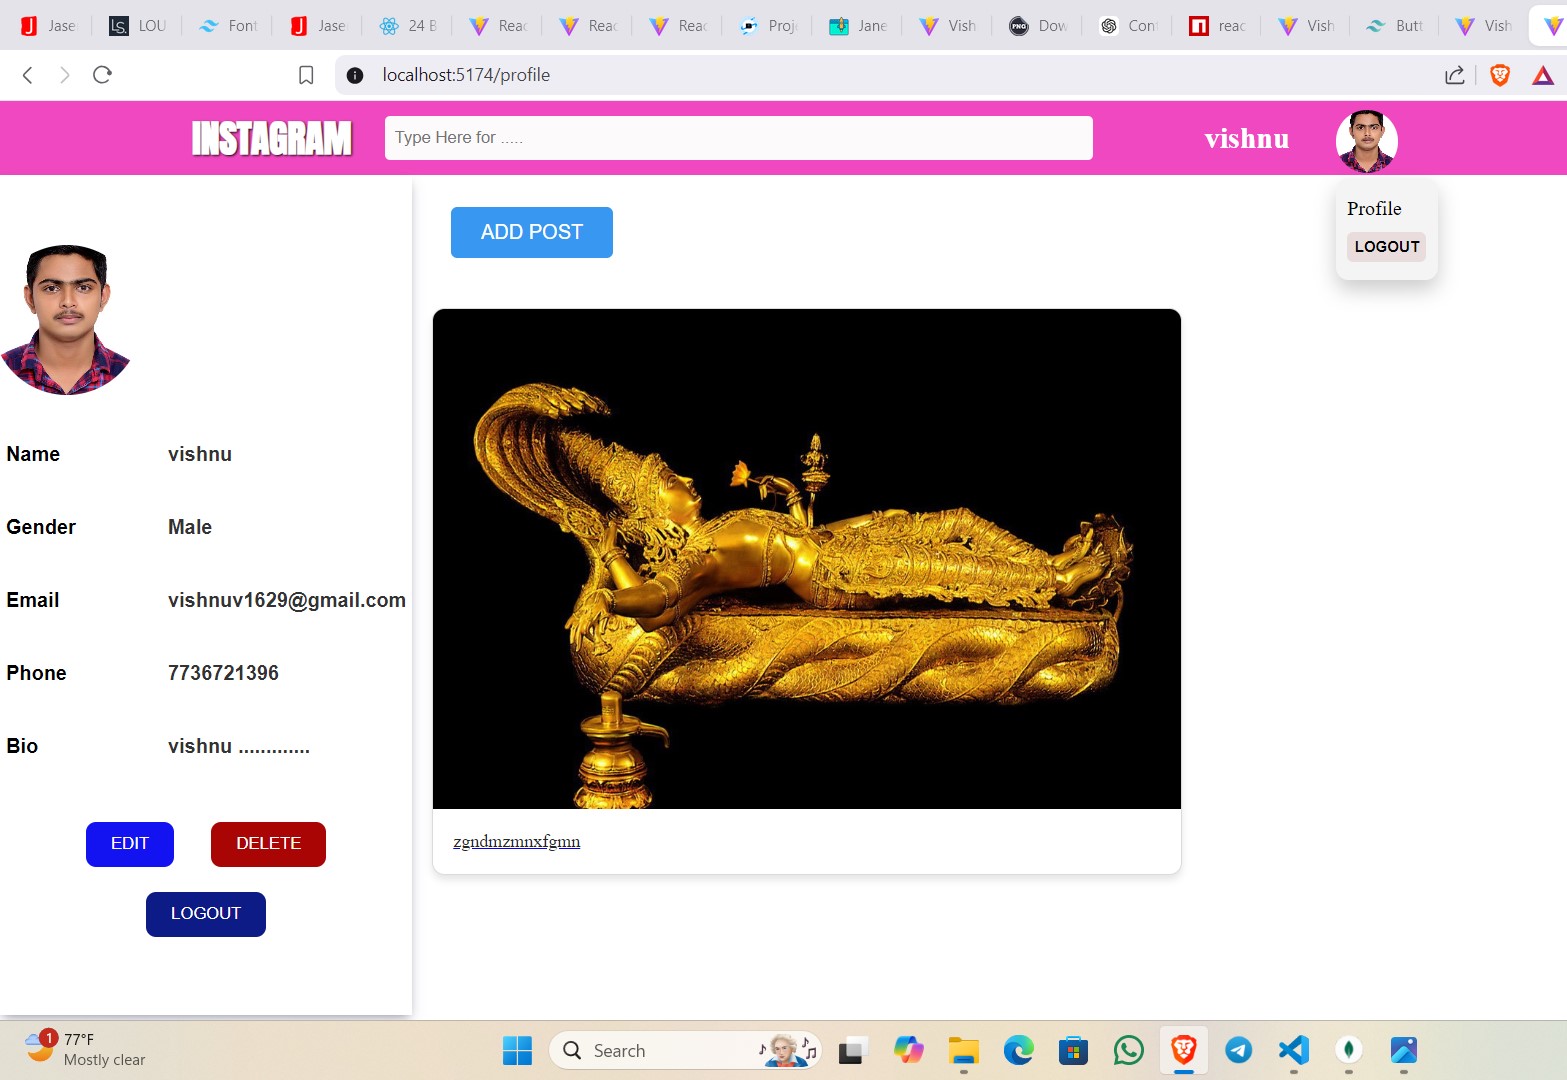 Jase
LOU
Font
Jase
24 B
Reac
Reac
Reac
Proj
Jane
Vish
Dow
Con
reac
Vish
Butt
Vish
localhost:5174/profile
INSTAGRAM
Type Here for .....
vishnu
Profile
LOGOUT
ADD POST
Name vishnu
Gender Male
Email vishnuv1629@gmail.com
Phone 7736721396
Bio vishnu .............
EDIT DELETE
LOGOUT
zgndmzmnxfgmn
1
77°F
Mostly clear
Search